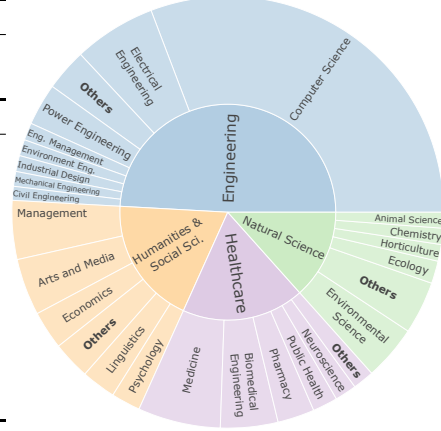 Engineering
Computer Science
Electrical
Engineering
Others
Power Engineering
Eng. Management
Environment Eng.
Industrial Design
Mechanical Engineering
Civil Engineering
Humanities &
Social Sci.
Management
Arts and Media
Economics
Others
Linguistics
Psychology
Healthcare
Medicine
Biomedical
Engineering
Pharmacy
Public Health
Neuroscience
Others
Natural Science
Environmental
Science
Others
Ecology
Horticulture
Chemistry
Animal Science